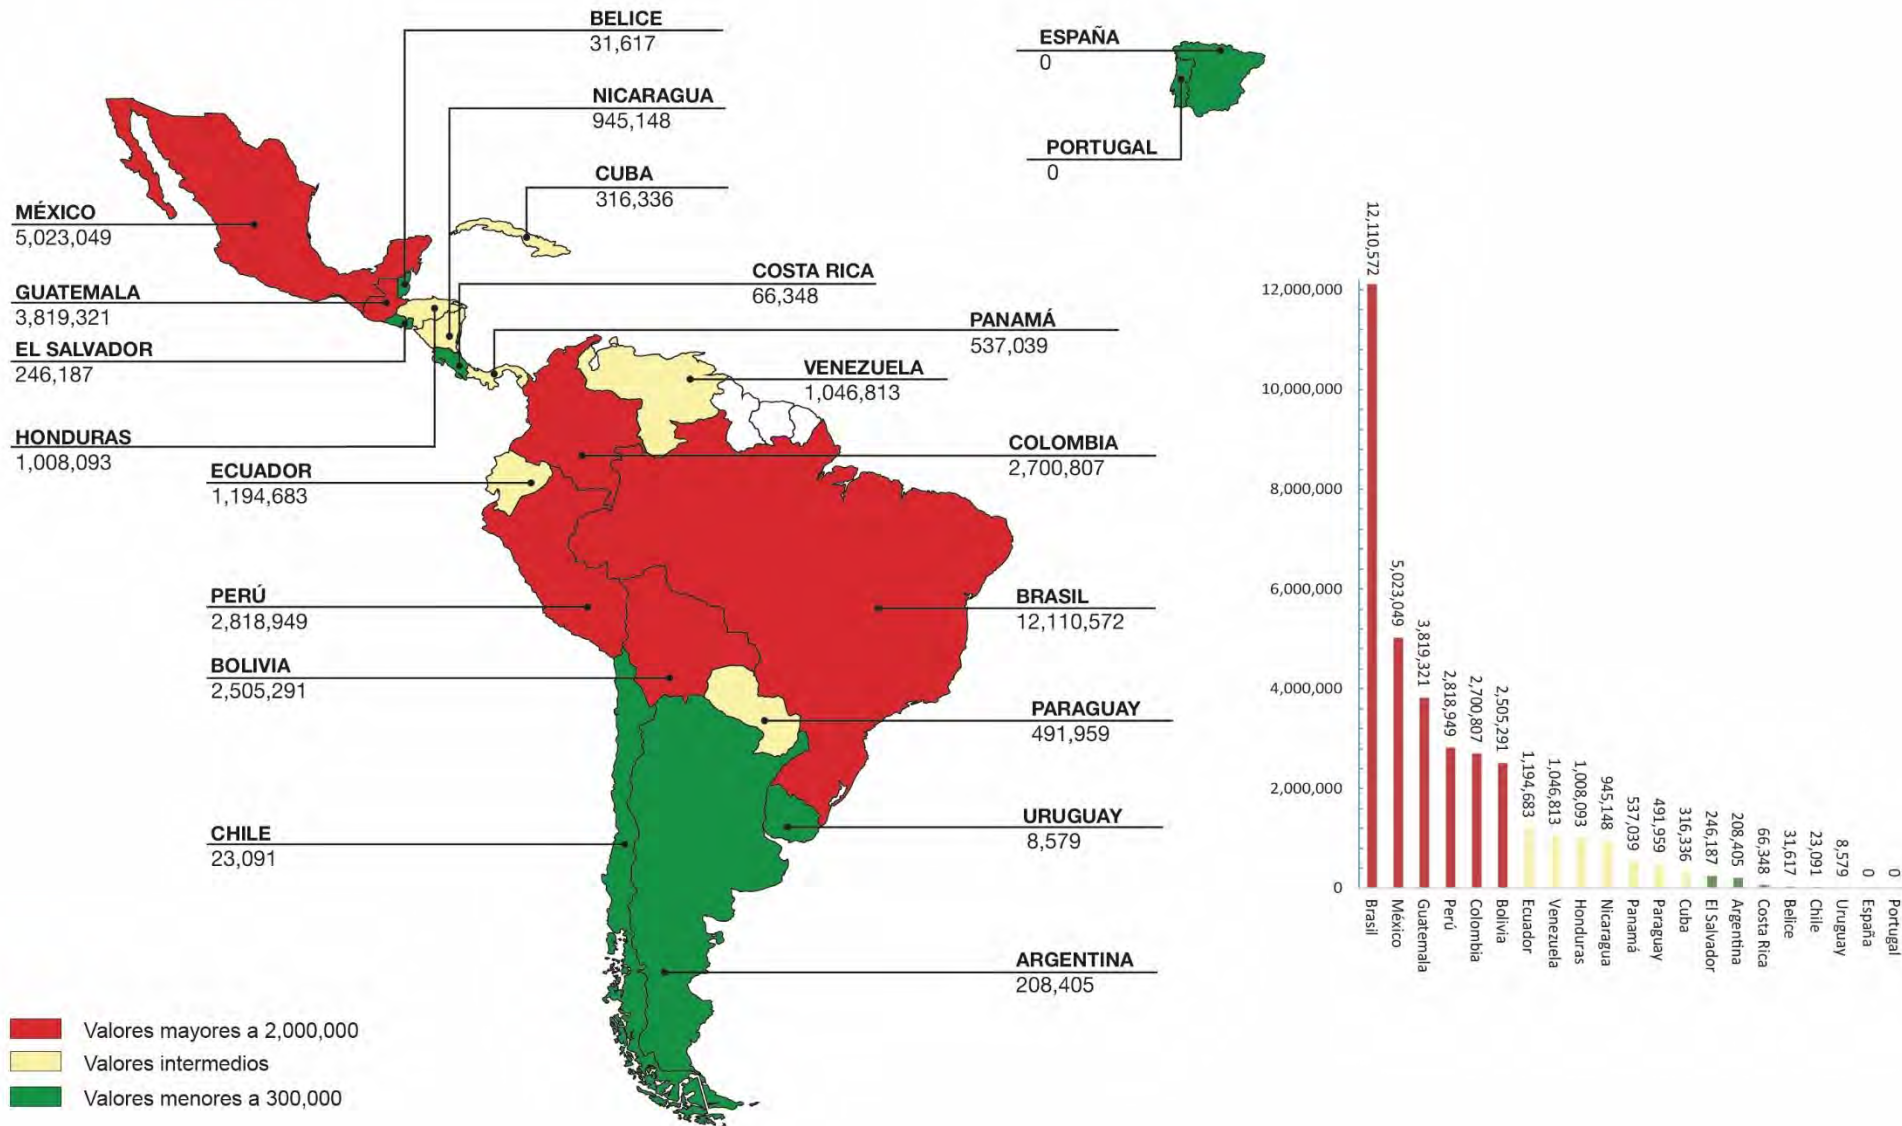 BELICE
31,617
NICARAGUA
945,148
CUBA
316,336
ESPAÑA
0
PORTUGAL
0
MÉXICO
5,023,049
GUATEMALA
3,819,321
EL SALVADOR
246,187
HONDURAS
1,008,093
COSTA RICA
66,348
PANAMÁ
537,039
VENEZUELA
1,046,813
COLOMBIA
2,700,807
ECUADOR
1,194,683
PERÚ
2,818,949
BRASIL
12,110,572
BOLIVIA
2,505,291
PARAGUAY
491,959
CHILE
23,091
URUGUAY
8,579
ARGENTINA
208,405
Valores mayores a 2,000,000
Valores intermedios
Valores menores a 300,000
12,000,000
10,000,000
8,000,000
6,000,000
4,000,000
2,000,000
0
12,110,572
5,023,049
3,819,321
2,818,949
2,700,807
2,505,291
1,194,683
1,046,813
1,008,093
945,148
537,039
491,959
316,336
246,187
208,405
66,348
31,617
23,091
8,579
0
0
Brasil
México
Guatemala
Perú
Colombia
Bolivia
Ecuador
Venezuela
Honduras
Nicaragua
Panamá
Paraguay
Cuba
El Salvador
Argentina
Costa Rica
Belice
Chile
Uruguay
España
Portugal